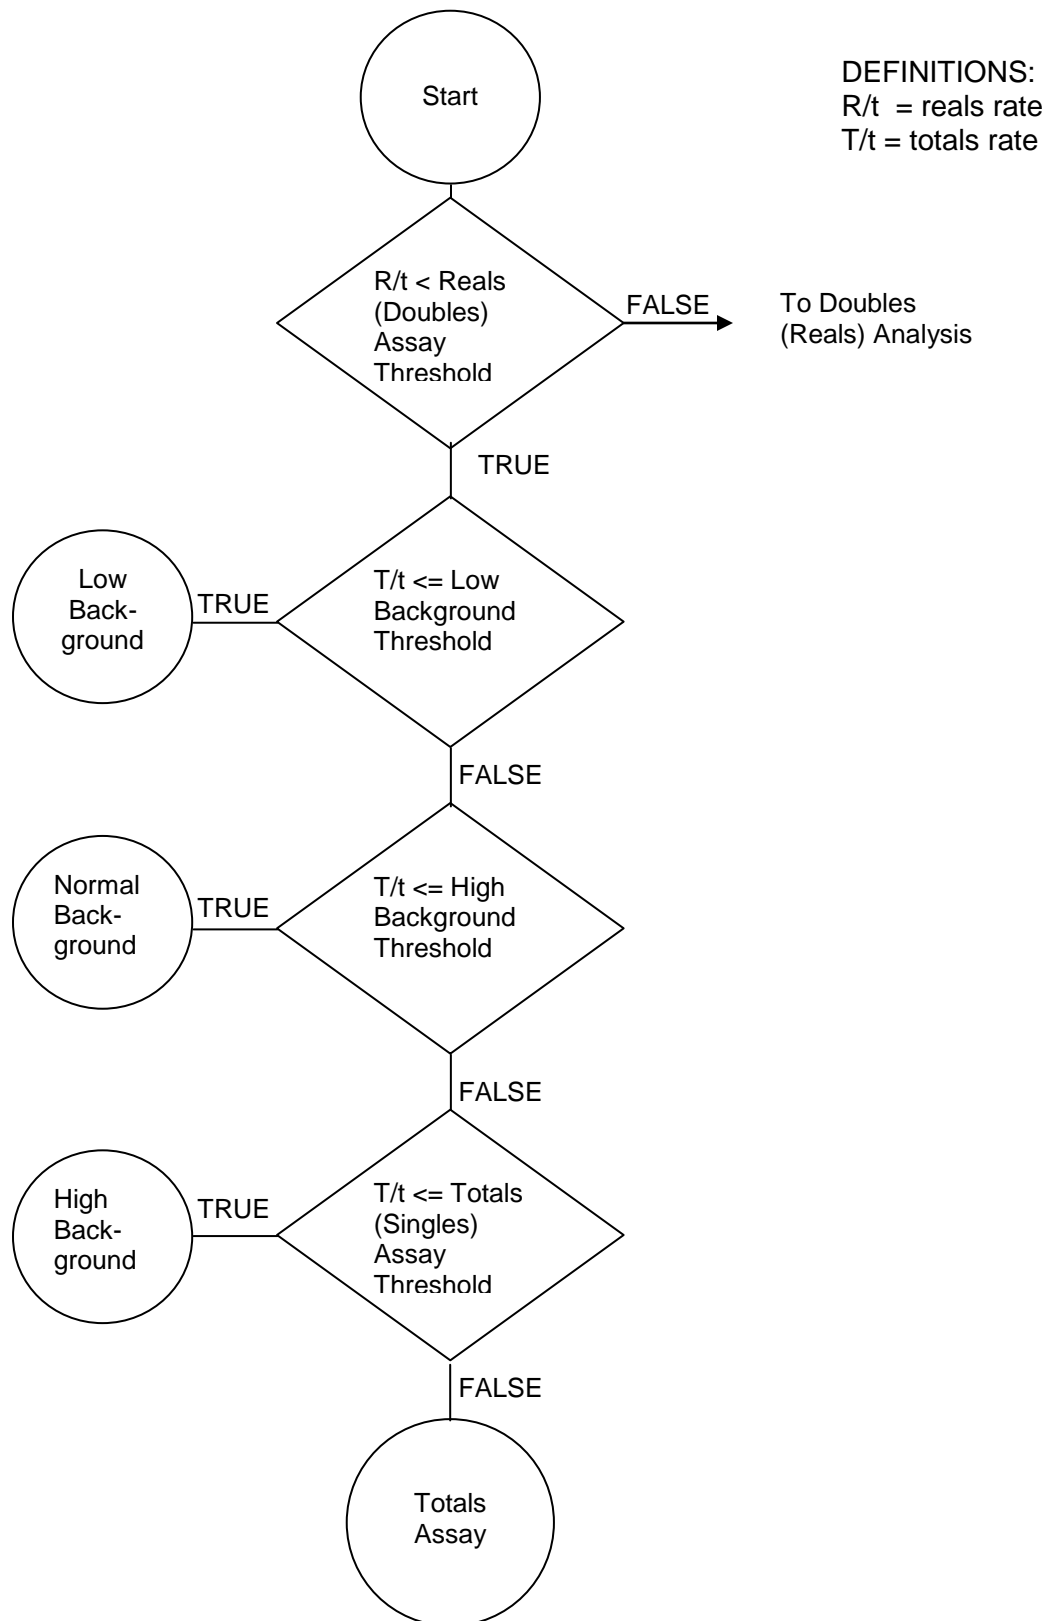 Start
DEFINITIONS:
R/t = reals rate
T/t = totals rate
R/t < Reals
(Doubles)
Assay
Threshold
FALSE
To Doubles
(Reals) Analysis
TRUE
Low
Back-
ground
TRUE
T/t <= Low
Background
Threshold
FALSE
Normal
Back-
ground
TRUE
T/t <= High
Background
Threshold
FALSE
High
Back-
ground
TRUE
T/t <= Totals
(Singles)
Assay
Threshold
FALSE
Totals
Assay